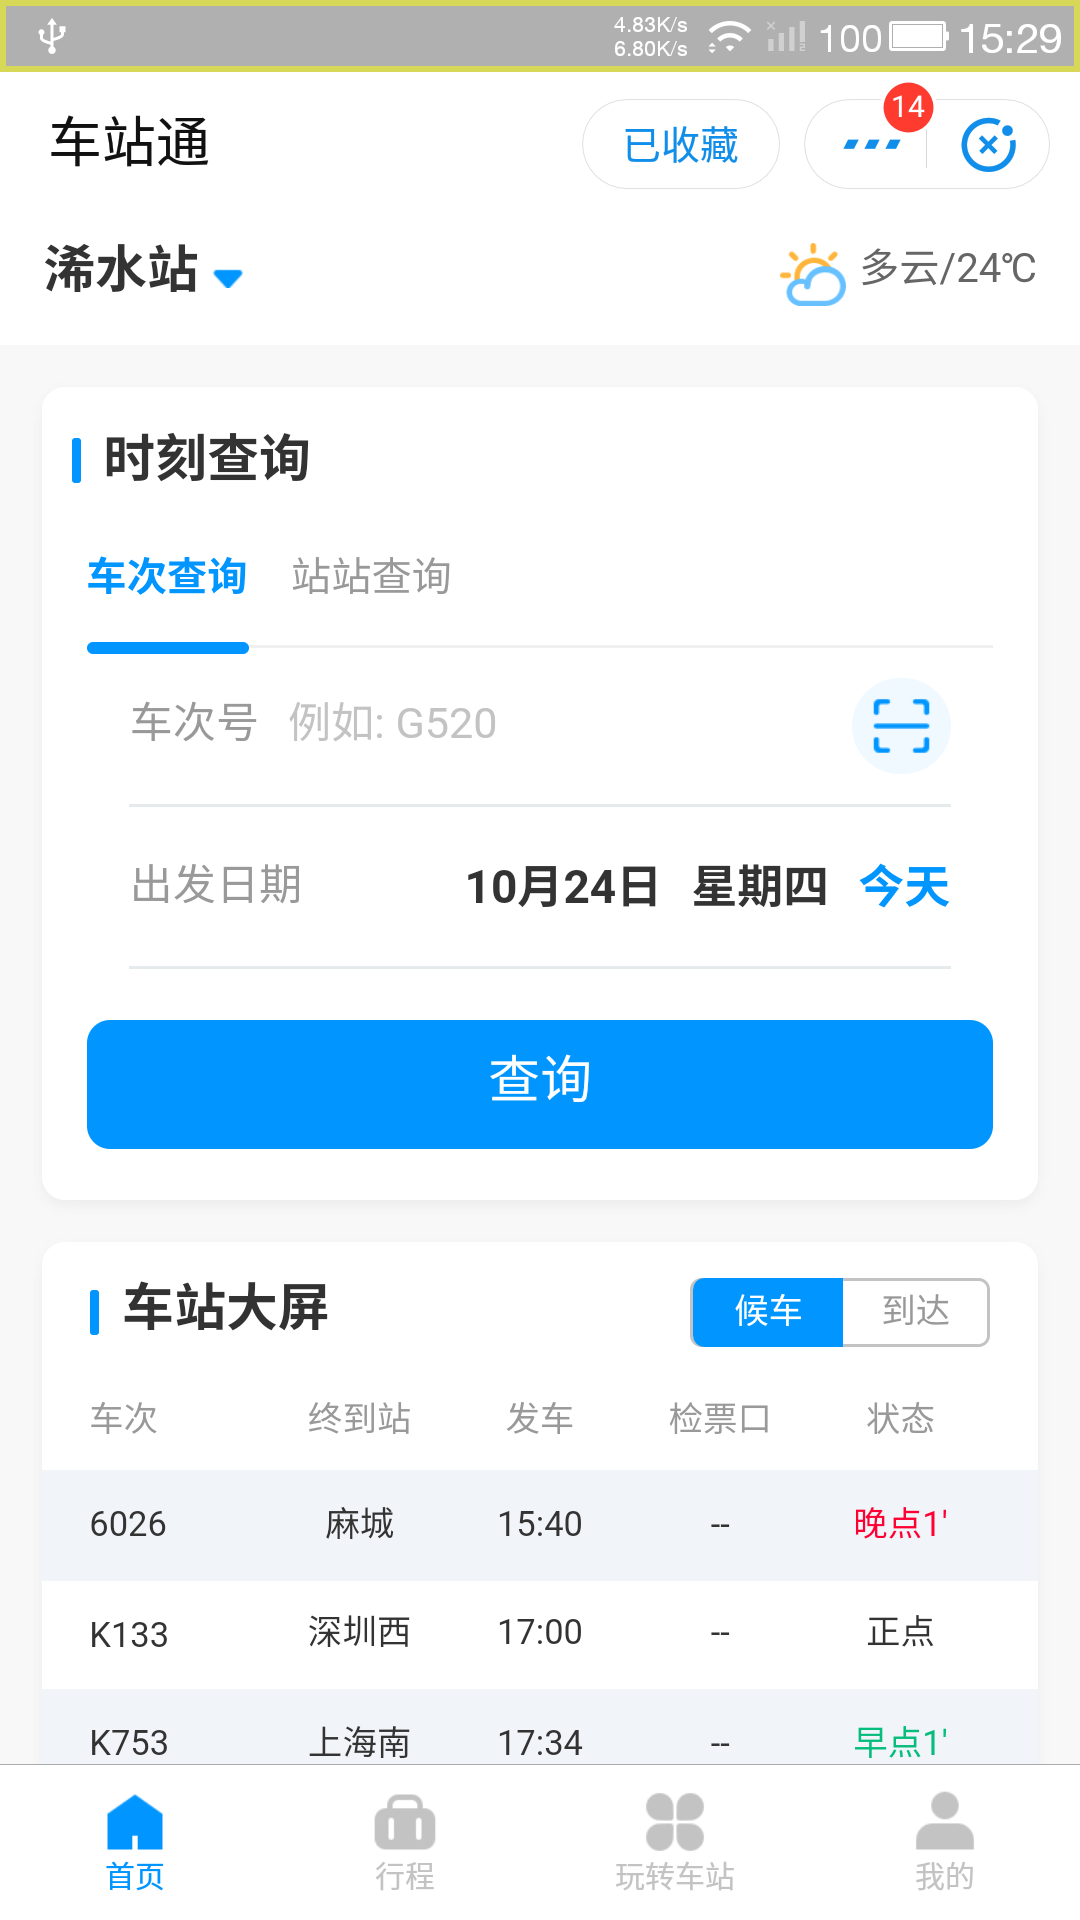 4.83K/s
6.80K/s
100
15:29
车站通
已收藏
14
浠水站
多云/24℃
时刻查询
车次查询 站站查询
车次号 例如: G520
出发日期 10月24日 星期四 今天
查询
车站大屏
候车 到达
车次 终到站 发车 检票口 状态
6026 麻城 15:40 -- 晚点1'
K133 深圳西 17:00 -- 正点
K753 上海南 17:34 -- 早点1'
首页 行程 玩转车站 我的